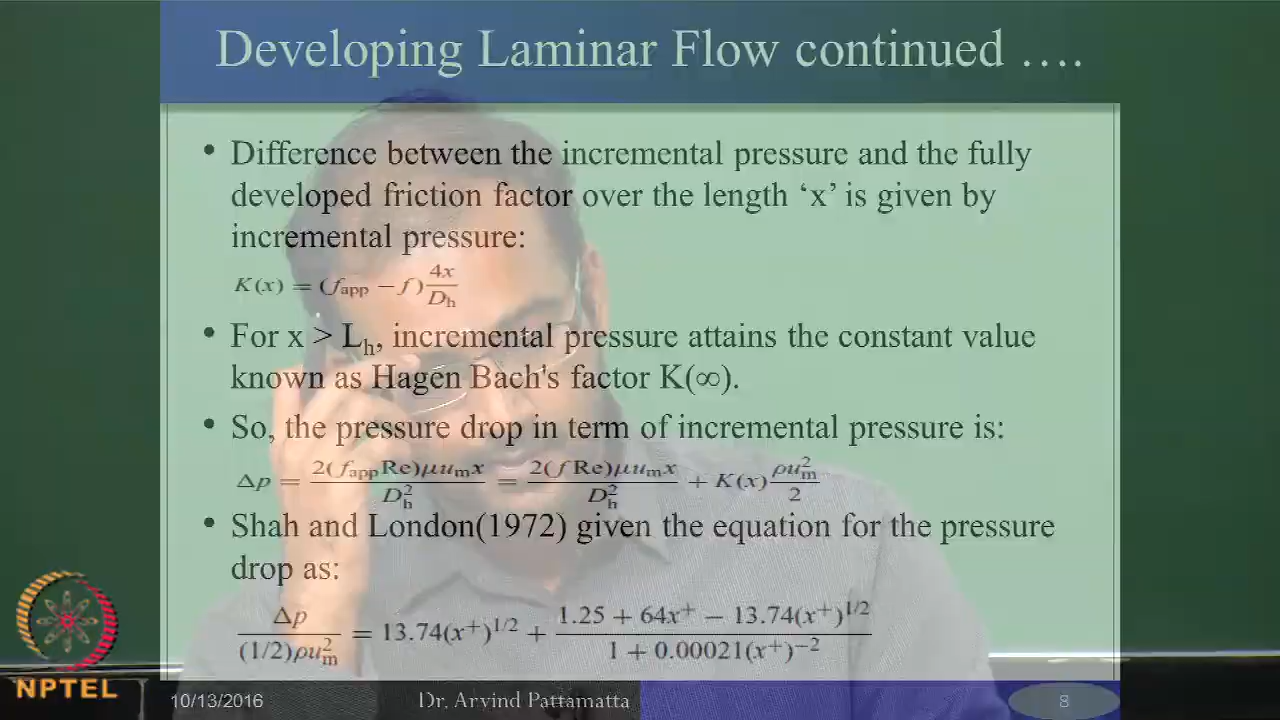 Developing Laminar Flow continued ….
• Difference between the incremental pressure and the fully
developed friction factor over the length ‘x’ is given by
incremental pressure:
K(x) = (f_app − f) 4x/D_h
• For x > L_h, incremental pressure attains the constant value
known as Hagen Bach's factor K(∞).
• So, the pressure drop in term of incremental pressure is:
Δp = 2(f_app Re)μu_m x/D_h^2 = 2(f Re)μu_m x/D_h^2 + K(x) ρu_m^2/2
• Shah and London(1972) given the equation for the pressure
drop as:
Δp/((1/2)ρu_m^2) = 13.74(x^+)^1/2 + (1.25 + 64x^+ − 13.74(x^+)^1/2)/(1 + 0.00021(x^+)^−2)
NPTEL
10/13/2016
Dr. Arvind Pattamatta
8